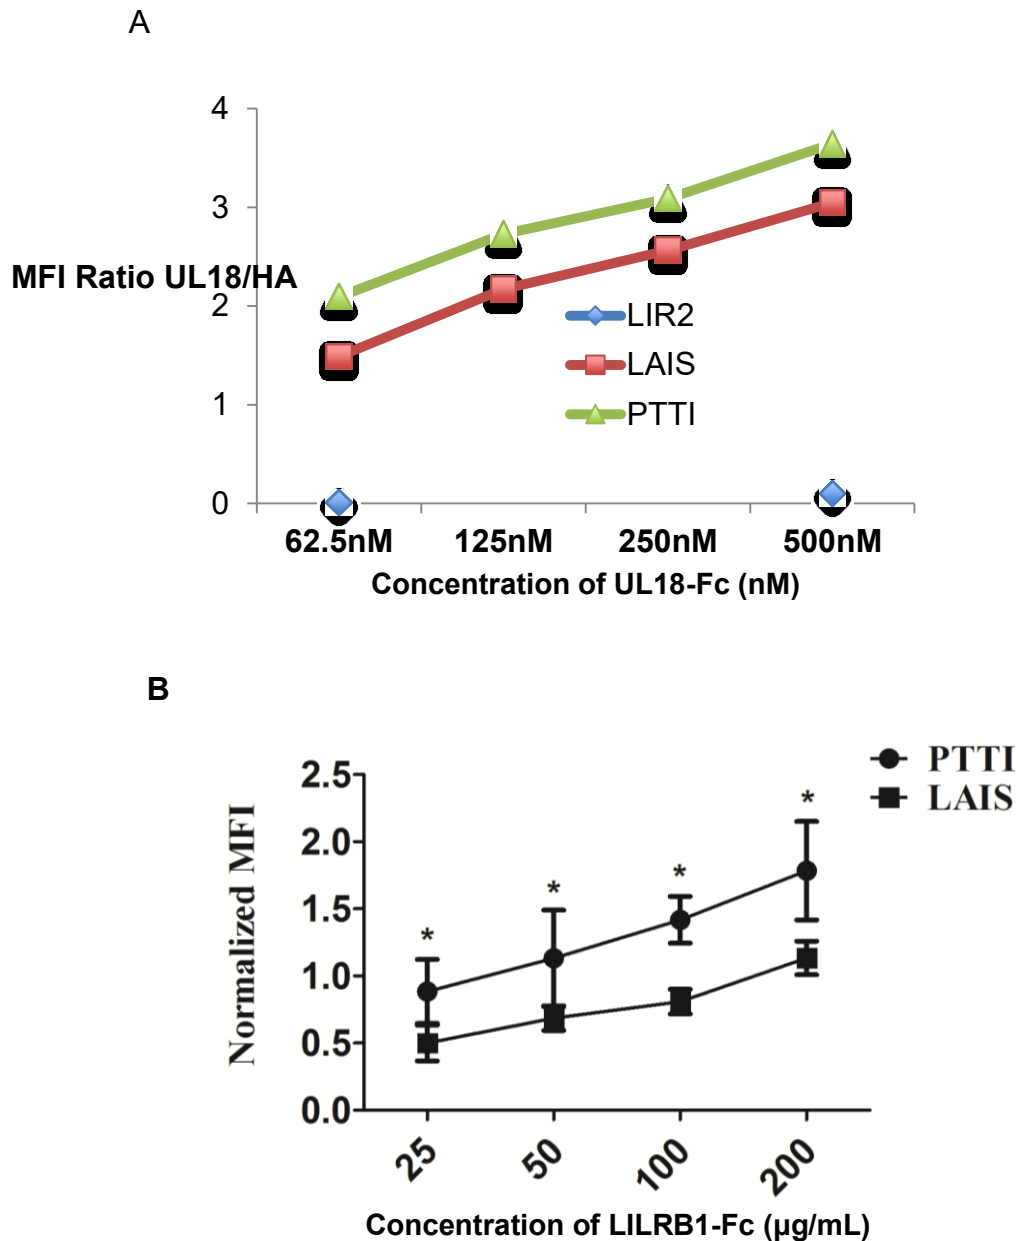 A
4
3
MFI Ratio UL18/HA
2
LIR2
LAIS
1
PTTI
0
62.5nM 125nM 250nM 500nM
Concentration of UL18-Fc (nM)
B
PTTI
LAIS
2.5
*
2.0
*
*
1.5
*
Normalized MFI
1.0
0.5
0.0
25 50 100 200
Concentration of LILRB1-Fc (µg/mL)